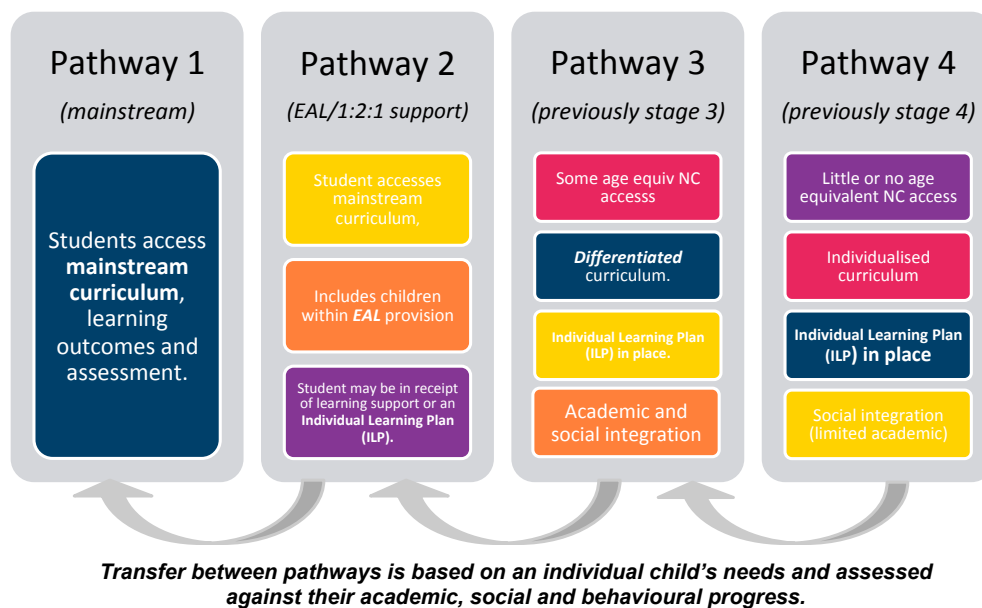 Pathway 1
(mainstream)
Students access
mainstream
curriculum,
learning
outcomes and
assessment.
Pathway 2
(EAL/1:2:1 support)
Student accesses
mainstream
curriculum,
Includes children
within EAL provision
Student may be in receipt
of learning support or an
Individual Learning Plan
(ILP).
Pathway 3
(previously stage 3)
Some age equiv NC
accesss
Differentiated
curriculum.
Individual Learning Plan
(ILP) in place.
Academic and
social integration
Pathway 4
(previously stage 4)
Little or no age
equivalent NC access
Individualised
curriculum
Individual Learning Plan
(ILP) in place
Social integration
(limited academic)
Transfer between pathways is based on an individual child's needs and assessed
against their academic, social and behavioural progress.